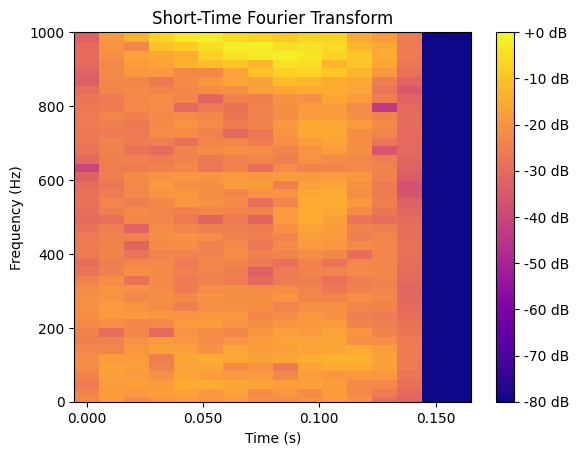 Short-Time Fourier Transform
1000
800
600
400
200
0
Frequency (Hz)
0.000
0.050
0.100
0.150
Time (s)
+0 dB
-10 dB
-20 dB
-30 dB
-40 dB
-50 dB
-60 dB
-70 dB
-80 dB